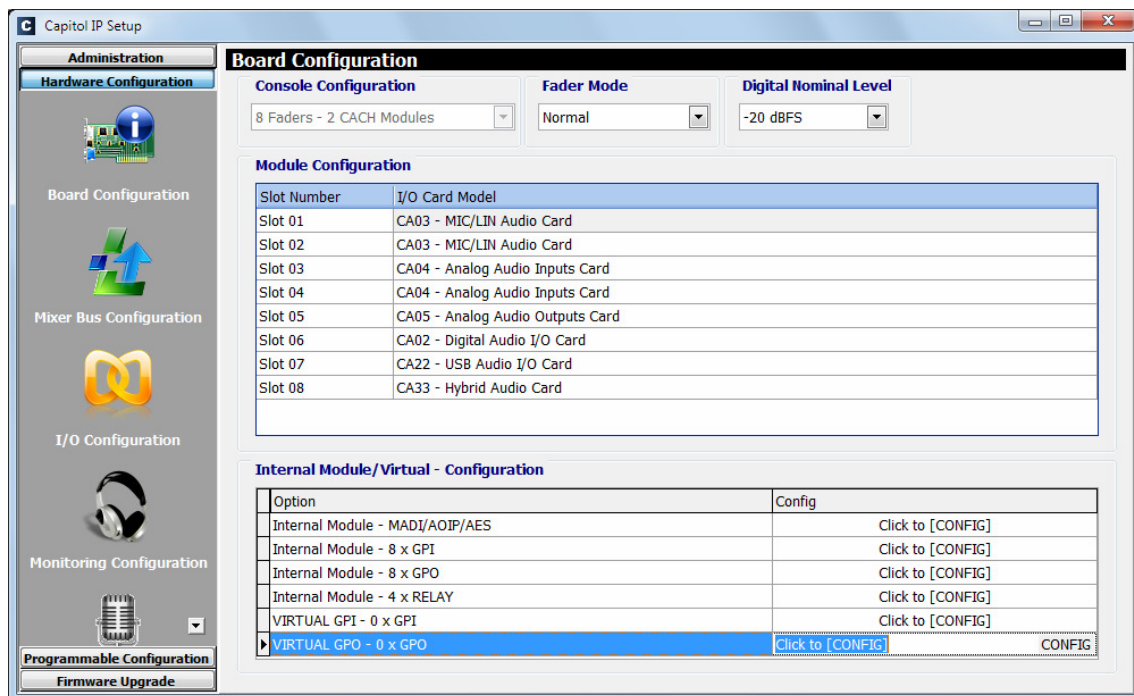 C Capitol IP Setup
Administration
Hardware Configuration
Board Configuration
Mixer Bus Configuration
I/O Configuration
Monitoring Configuration
Programmable Configuration
Firmware Upgrade
Board Configuration
Console Configuration Fader Mode Digital Nominal Level
8 Faders - 2 CACH Modules Normal -20 dBFS
Module Configuration
Slot Number I/O Card Model
Slot 01 CA03 - MIC/LIN Audio Card
Slot 02 CA03 - MIC/LIN Audio Card
Slot 03 CA04 - Analog Audio Inputs Card
Slot 04 CA04 - Analog Audio Inputs Card
Slot 05 CA05 - Analog Audio Outputs Card
Slot 06 CA02 - Digital Audio I/O Card
Slot 07 CA22 - USB Audio I/O Card
Slot 08 CA33 - Hybrid Audio Card
Internal Module/Virtual - Configuration
Option Config
Internal Module - MADI/AOIP/AES Click to [CONFIG]
Internal Module - 8 x GPI Click to [CONFIG]
Internal Module - 8 x GPO Click to [CONFIG]
Internal Module - 4 x RELAY Click to [CONFIG]
VIRTUAL GPI - 0 x GPI Click to [CONFIG]
VIRTUAL GPO - 0 x GPO Click to [CONFIG] CONFIG